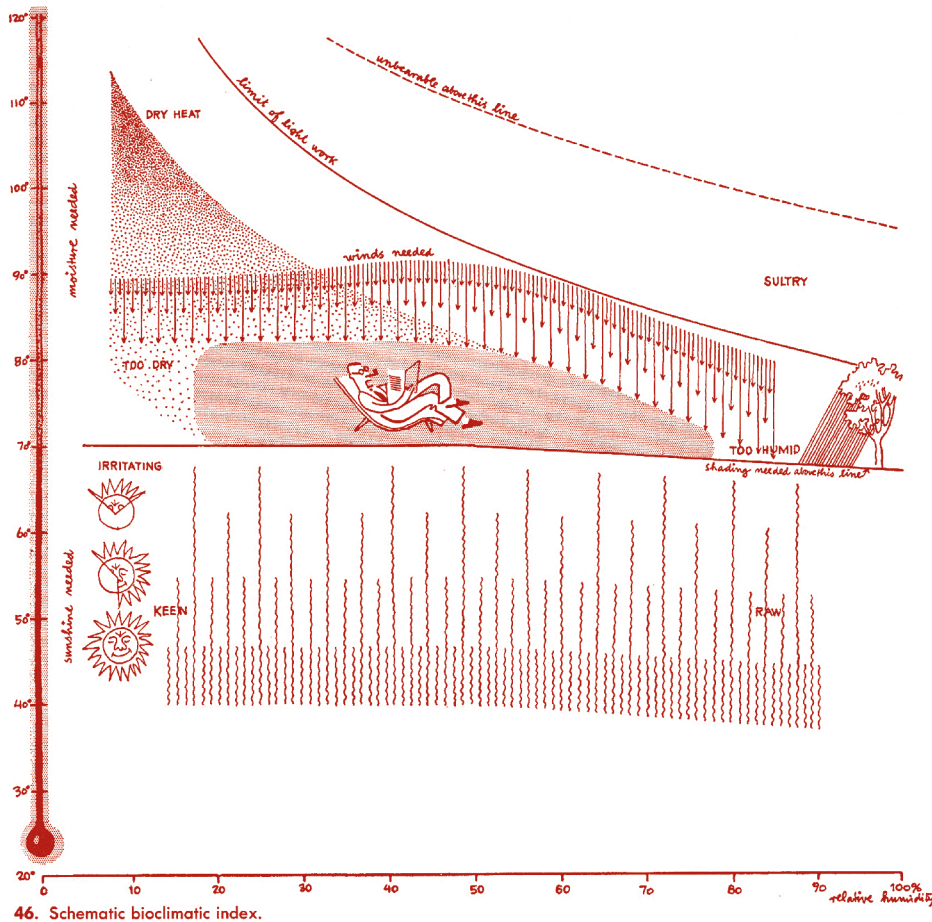 120°
unbearable above this line
limit of light work
110°
DRY HEAT
100°
moisture needed
winds needed
90°
SULTRY
80°
TOO DRY
70°
TOO HUMID
shading needed above this line
IRRITATING
60°
sunshine needed
KEEN
RAW
50°
40°
30°
20°
0 10 20 30 40 50 60 70 80 90 100%
relative humidity
46. Schematic bioclimatic index.